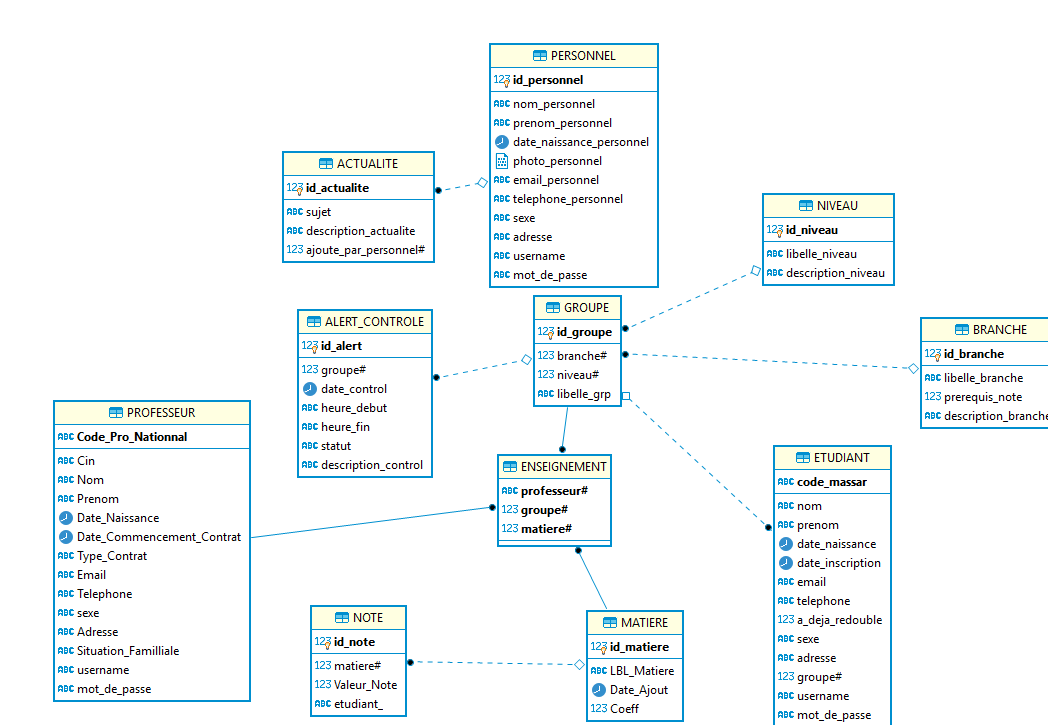 PERSONNEL
123 id_personnel
ABC nom_personnel
ABC prenom_personnel
date_naissance_personnel
photo_personnel
ABC email_personnel
ABC telephone_personnel
ABC sexe
ABC adresse
ABC username
ABC mot_de_passe
ACTUALITE
123 id_actualite
ABC sujet
ABC description_actualite
123 ajoute_par_personnel#
NIVEAU
123 id_niveau
ABC libelle_niveau
ABC description_niveau
GROUPE
123 id_groupe
123 branche#
123 niveau#
ABC libelle_grp
ALERT_CONTROLE
123 id_alert
123 groupe#
date_control
ABC heure_debut
ABC heure_fin
ABC statut
ABC description_control
BRANCHE
123 id_branche
ABC libelle_branche
123 prerequis_note
ABC description_branche
PROFESSEUR
ABC Code_Pro_Nationnal
ABC Cin
ABC Nom
ABC Prenom
Date_Naissance
Date_Commencement_Contrat
ABC Type_Contrat
ABC Email
ABC Telephone
ABC sexe
ABC Adresse
ABC Situation_Familliale
ABC username
ABC mot_de_passe
ENSEIGNEMENT
ABC professeur#
123 groupe#
123 matiere#
ETUDIANT
ABC code_massar
ABC nom
ABC prenom
date_naissance
date_inscription
ABC email
ABC telephone
123 a_deja_redouble
ABC sexe
ABC adresse
123 groupe#
ABC username
ABC mot_de_passe
NOTE
123 id_note
123 matiere#
123 Valeur_Note
ABC etudiant_
MATIERE
123 id_matiere
ABC LBL_Matiere
Date_Ajout
123 Coeff